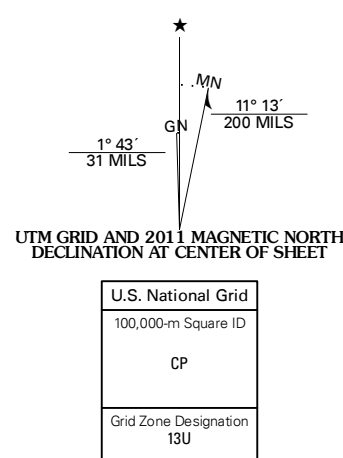 ★
MN
GN
11° 13´
200 MILS
1° 43´
31 MILS
UTM GRID AND 2011 MAGNETIC NORTH
DECLINATION AT CENTER OF SHEET
U.S. National Grid
100,000-m Square ID
CP
Grid Zone Designation
13U